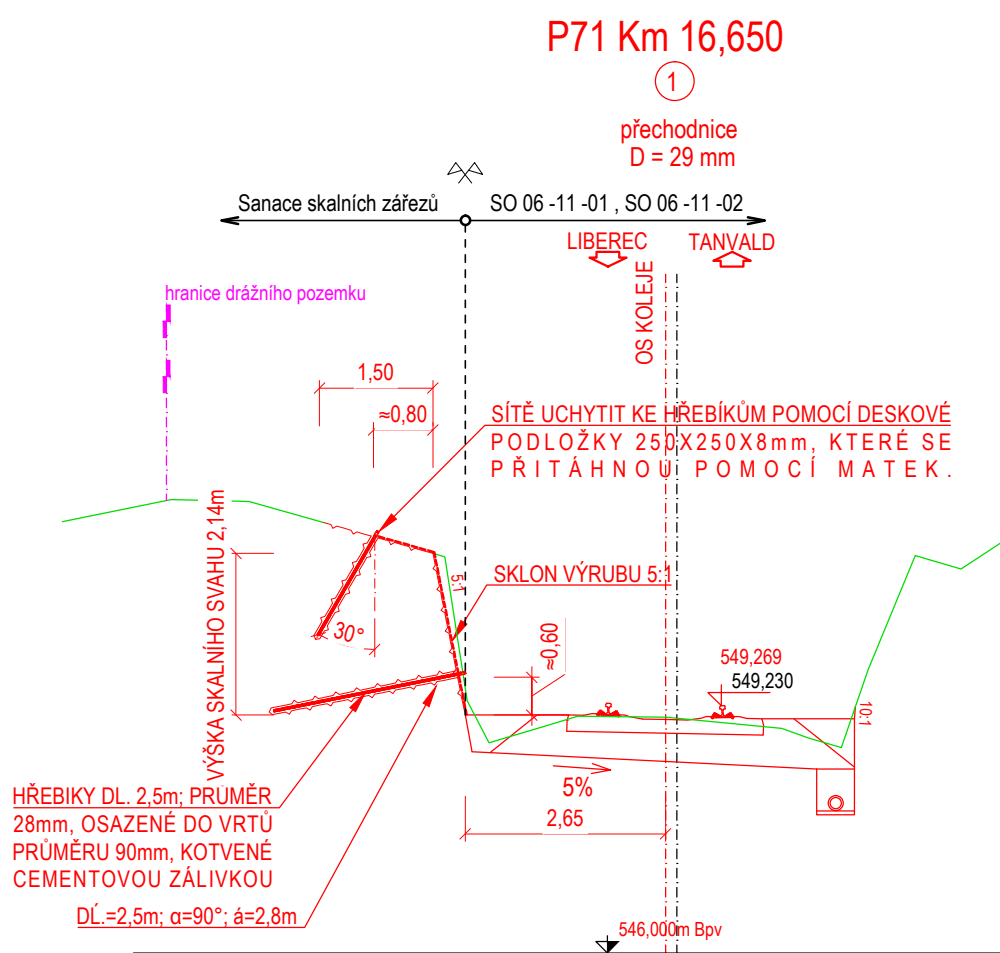 P71 Km 16,650
1
přechodnice
D = 29 mm
Sanace skalních zářezů
SO 06 -11 -01 , SO 06 -11 -02
LIBEREC
TANVALD
OS KOLEJE
hranice drážního pozemku
1,50
≈0,80
SÍTĚ UCHYTIT KE HŘEBÍKŮM POMOCÍ DESKOVÉ
PODLOŽKY 250X250X8mm, KTERÉ SE
PŘITÁHNOU POMOCÍ MATEK.
VÝŠKA SKALNÍHO SVAHU 2,14m
5:1
SKLON VÝRUBU 5:1
30°
≈0,60
549,269
549,230
10:1
5%
2,65
HŘEBIKY DL. 2,5m; PRŮMĚR
28mm, OSAZENÉ DO VRTŮ
PRŮMĚRU 90mm, KOTVENÉ
CEMENTOVOU ZÁLIVKOU
DĹ.=2,5m; α=90°; á=2,8m
546,000m Bpv